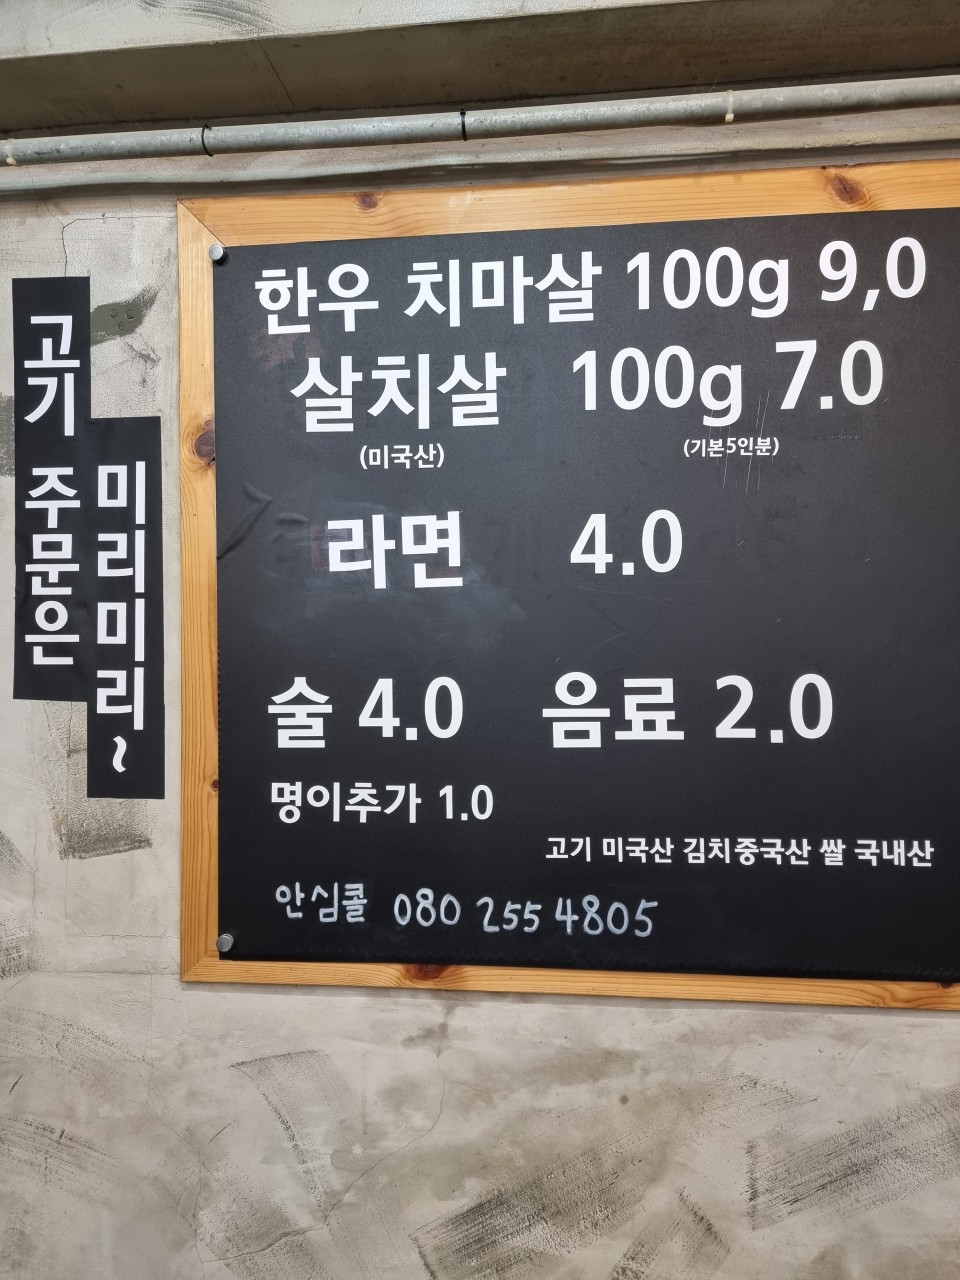 고기 주문은
미리미리~
한우 치마살 100g 9,0
살치살 100g 7.0
(미국산) (기본5인분)
라면 4.0
술 4.0 음료 2.0
명이추가 1.0
고기 미국산 김치중국산 쌀 국내산
안심콜 080 255 4805